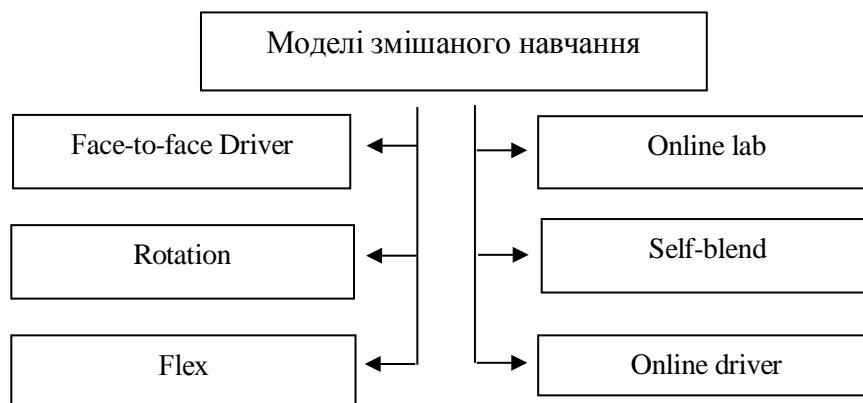 Моделі змішаного навчання
Face-to-face Driver
Online lab
Rotation
Self-blend
Flex
Online driver